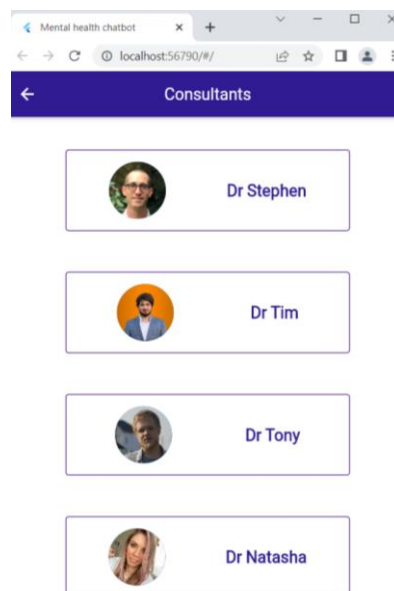 Mental health chatbot
localhost:56790/#/
Consultants
Dr Stephen
Dr Tim
Dr Tony
Dr Natasha